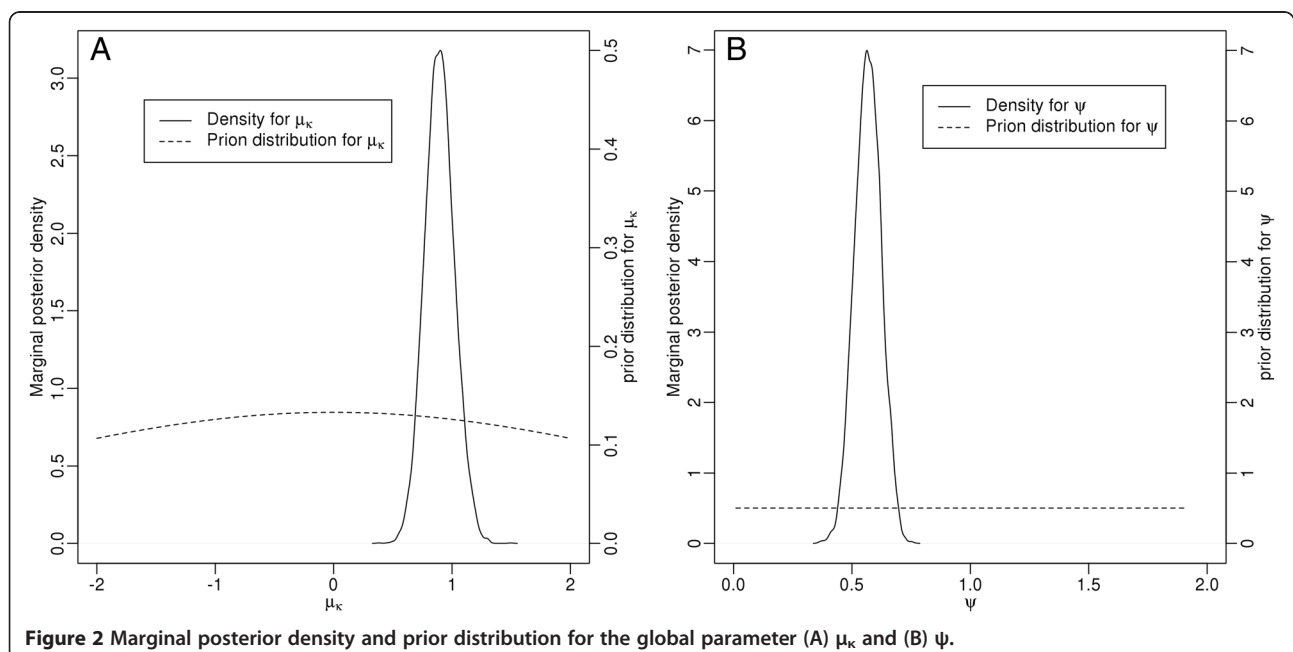 A
Density for μκ
Prion distribution for μκ
Marginal posterior density
0.0 0.5 1.0 1.5 2.0 2.5 3.0
prior distribution for μκ
0.0 0.1 0.2 0.3 0.4 0.5
-2 -1 0 1 2
μκ
B
Density for ψ
Prion distribution for ψ
Marginal posterior density
0 1 2 3 4 5 6 7
prior distribution for ψ
0 1 2 3 4 5 6 7
0.0 0.5 1.0 1.5 2.0
ψ
Figure 2 Marginal posterior density and prior distribution for the global parameter (A) μκ and (B) ψ.